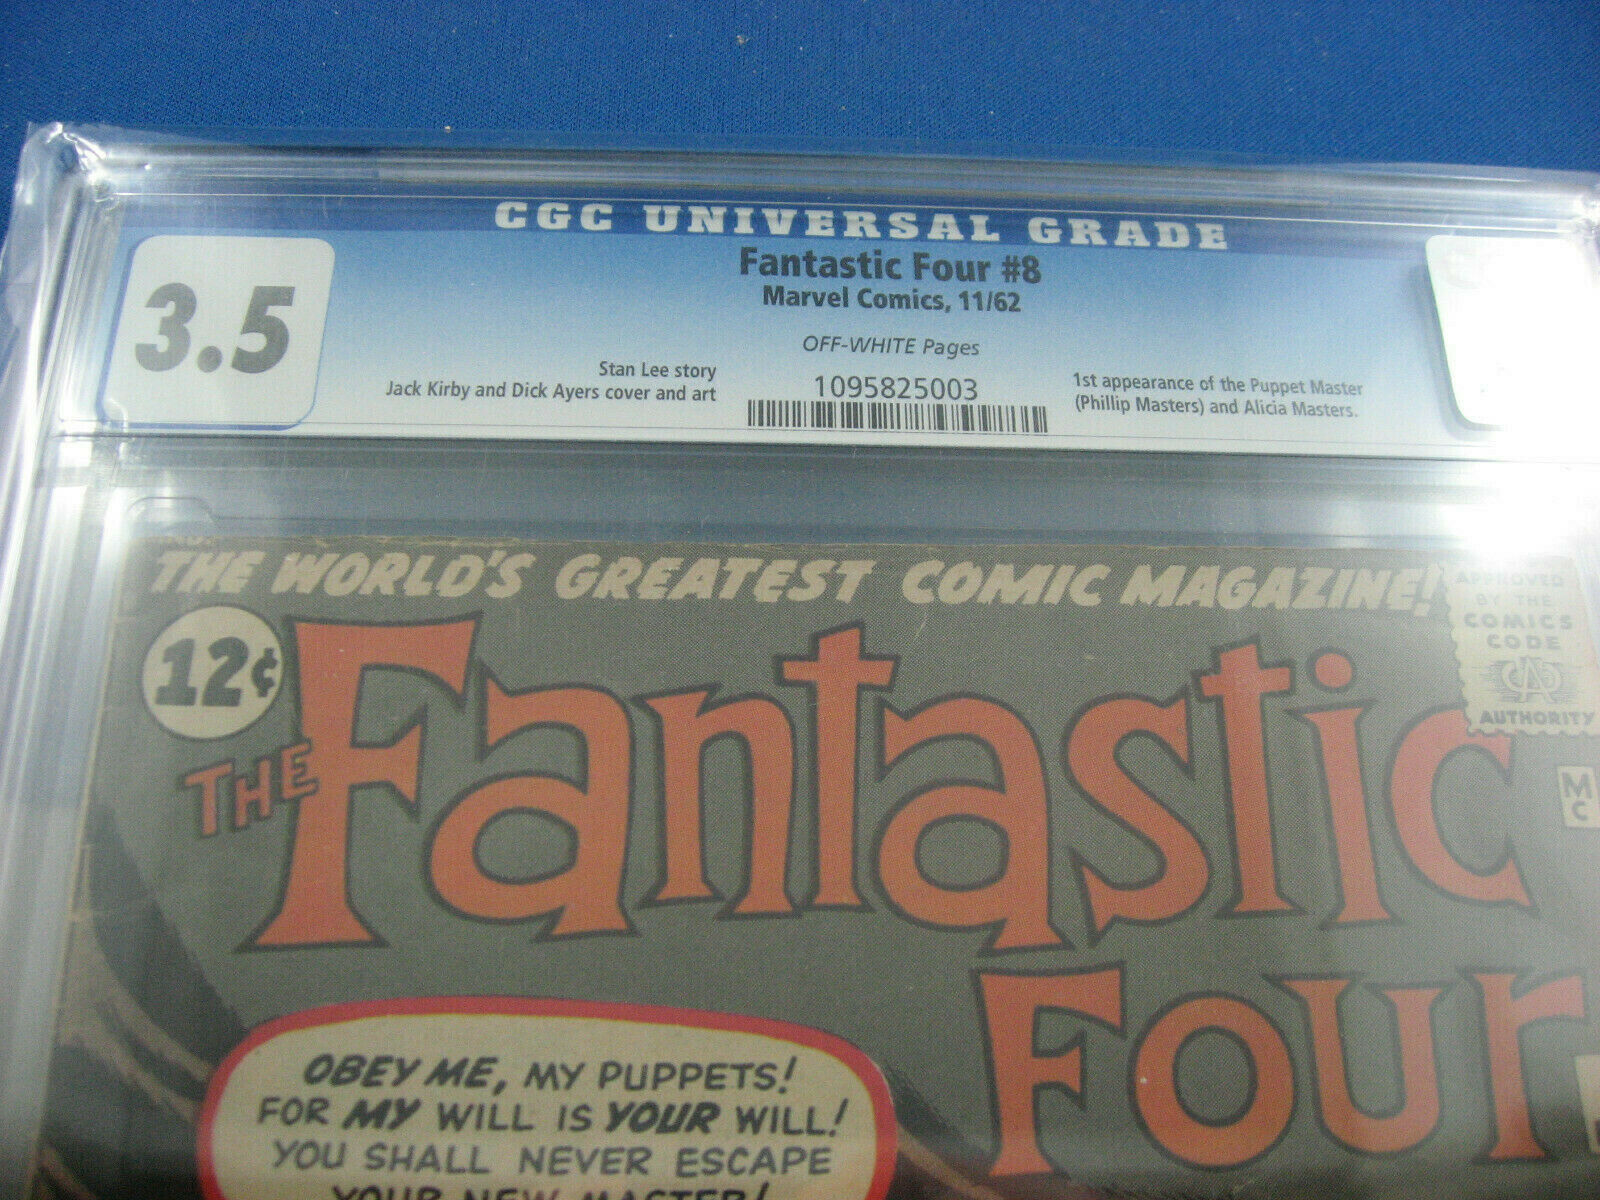 CGC UNIVERSAL GRADE
3.5
Fantastic Four #8
Marvel Comics, 11/62
OFF-WHITE Pages
Stan Lee story
Jack Kirby and Dick Ayers cover and art
1095825003
1st appearance of the Puppet Master
(Phillip Masters) and Alicia Masters.
THE WORLD'S GREATEST COMIC MAGAZINE!
APPROVED
BY THE
COMICS
CODE
AUTHORITY
12¢
THE Fantastic
MC
Four
OBEY ME, MY PUPPETS!
FOR MY WILL IS YOUR WILL!
YOU SHALL NEVER ESCAPE
YOUR NEW MASTER!